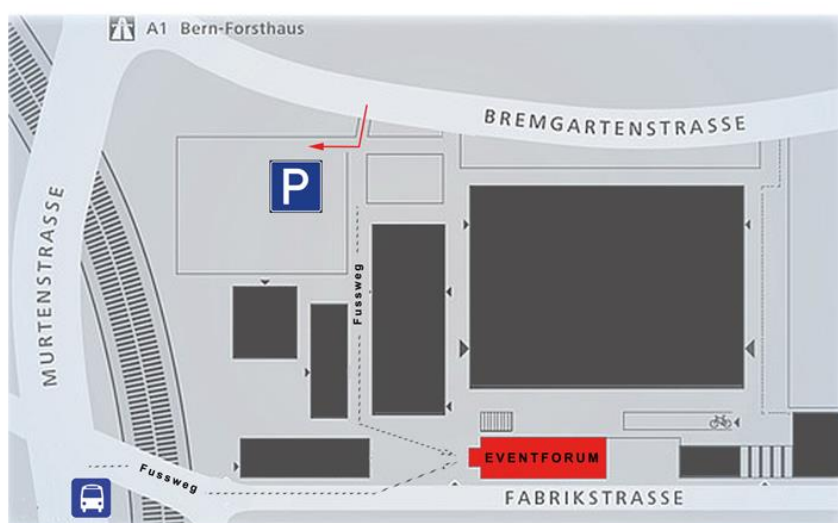 A1 Bern-Forsthaus
BREMGARTENSTRASSE
P
MURTENSTRASSE
Fussweg
EVENTFORUM
Fussweg
FABRIKSTRASSE